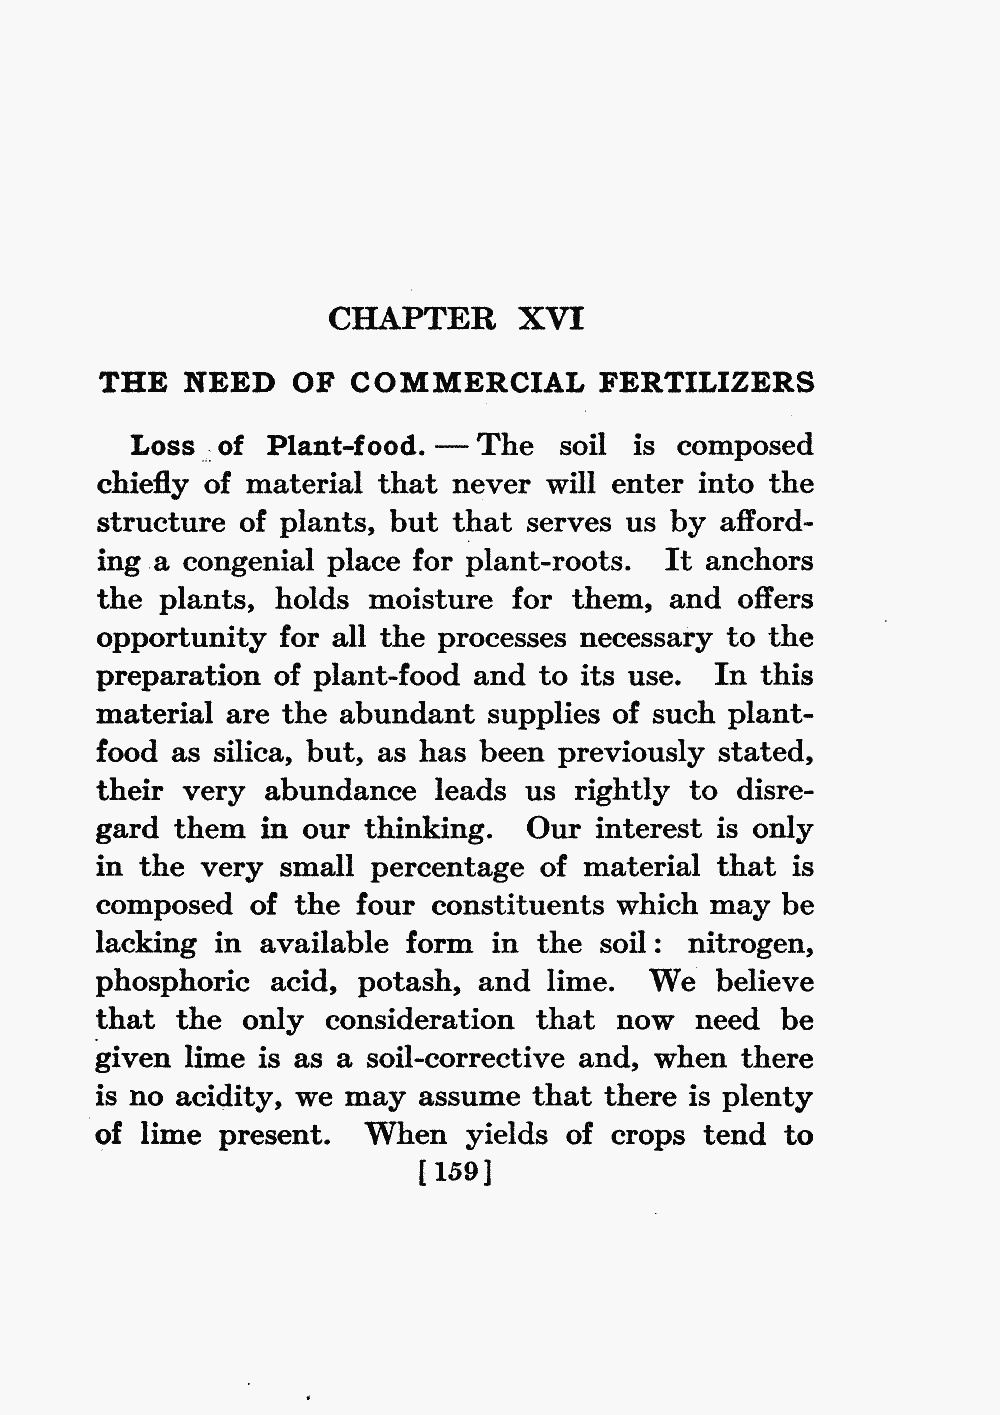 CHAPTER XVI
THE NEED OF COMMERCIAL FERTILIZERS
Loss of Plant-food. — The soil is composed
chiefly of material that never will enter into the
structure of plants, but that serves us by afford-
ing a congenial place for plant-roots. It anchors
the plants, holds moisture for them, and offers
opportunity for all the processes necessary to the
preparation of plant-food and to its use. In this
material are the abundant supplies of such plant-
food as silica, but, as has been previously stated,
their very abundance leads us rightly to disre-
gard them in our thinking. Our interest is only
in the very small percentage of material that is
composed of the four constituents which may be
lacking in available form in the soil: nitrogen,
phosphoric acid, potash, and lime. We believe
that the only consideration that now need be
given lime is as a soil-corrective and, when there
is no acidity, we may assume that there is plenty
of lime present. When yields of crops tend to
[159]